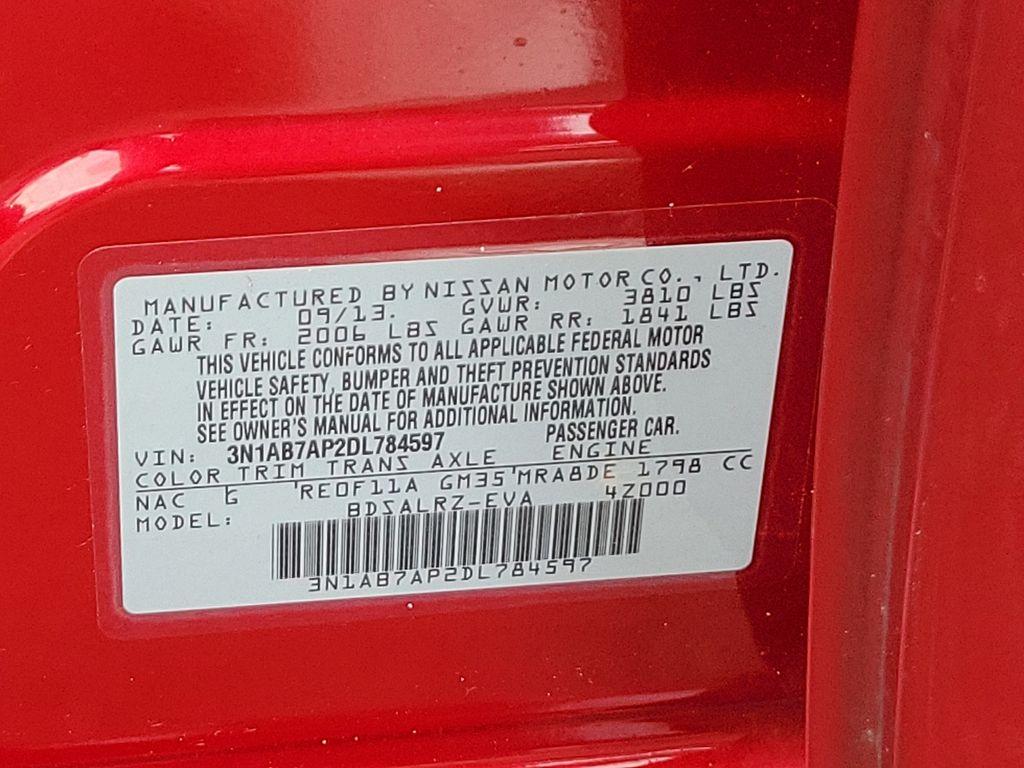 MANUFACTURED BY NISSAN MOTOR CO., LTD.
DATE: 09/13. GVWR: 3810 LBS
GAWR FR: 2006 LBS GAWR RR: 1841 LBS
THIS VEHICLE CONFORMS TO ALL APPLICABLE FEDERAL MOTOR
VEHICLE SAFETY, BUMPER AND THEFT PREVENTION STANDARDS
IN EFFECT ON THE DATE OF MANUFACTURE SHOWN ABOVE.
SEE OWNER'S MANUAL FOR ADDITIONAL INFORMATION.
VIN: 3N1AB7AP2DL784597 PASSENGER CAR.
COLOR TRIM TRANS AXLE ENGINE
NAC G 'RE0F11A GM35'MRA8DE 1798 CC
MODEL: BDSALRZ-EVA 4Z000
3N1AB7AP2DL784597